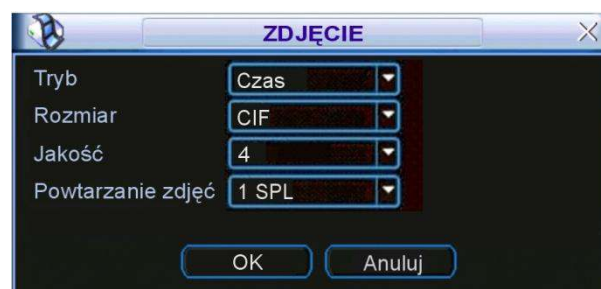 ZDJĘCIE
Tryb Czas
Rozmiar CIF
Jakość 4
Powtarzanie zdjęć 1 SPL
OK Anuluj